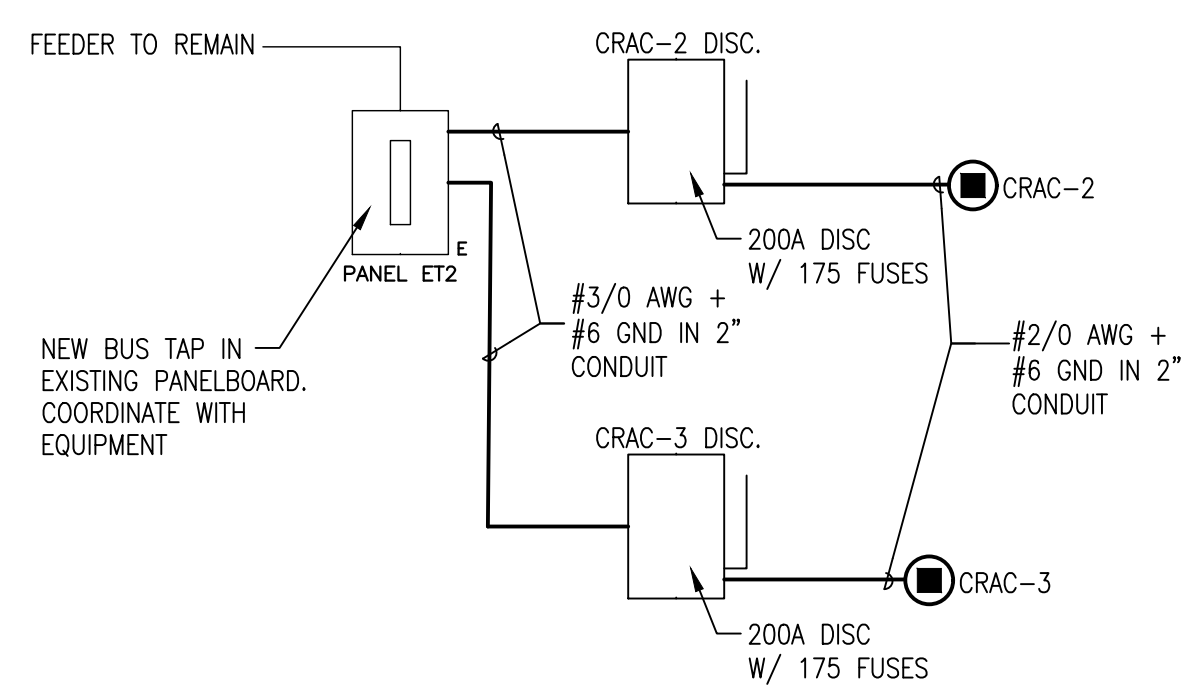 FEEDER TO REMAIN
CRAC-2 DISC.
CRAC-2
200A DISC
W/ 175 FUSES
E
PANEL ET2
#3/0 AWG +
#6 GND IN 2"
CONDUIT
NEW BUS TAP IN
EXISTING PANELBOARD.
COORDINATE WITH
EQUIPMENT
#2/0 AWG +
#6 GND IN 2"
CONDUIT
CRAC-3 DISC.
CRAC-3
200A DISC
W/ 175 FUSES